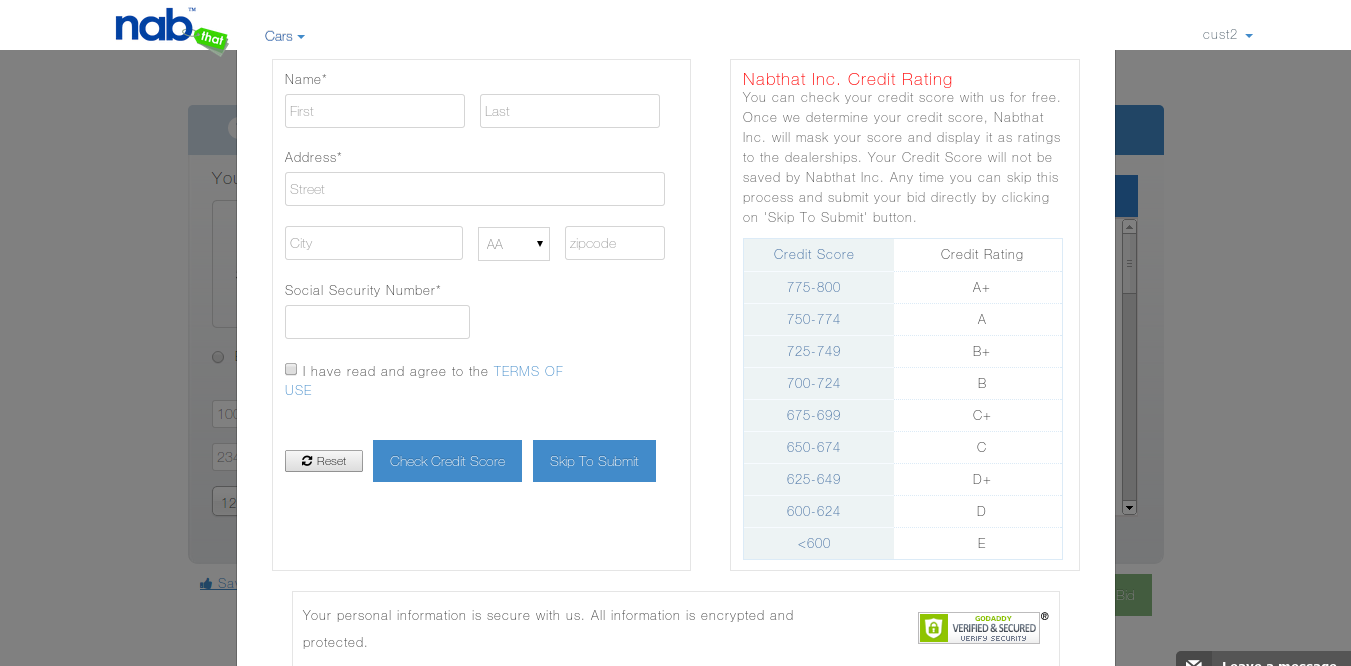 nab™
that
Cars
cust2
Name*
First
Last
Address*
Street
City
AA
zipcode
Social Security Number*
I have read and agree to the TERMS OF
USE
Reset
Check Credit Score
Skip To Submit
Nabthat Inc. Credit Rating
You can check your credit score with us for free.
Once we determine your credit score, Nabthat
Inc. will mask your score and display it as ratings
to the dealerships. Your Credit Score will not be
saved by Nabthat Inc. Any time you can skip this
process and submit your bid directly by clicking
on 'Skip To Submit' button.
Credit Score Credit Rating
775-800 A+
750-774 A
725-749 B+
700-724 B
675-699 C+
650-674 C
625-649 D+
600-624 D
<600 E
You
100
234
12
Sa
Bid
Your personal information is secure with us. All information is encrypted and
protected.
GODADDY
VERIFIED & SECURED
VERIFY SECURITY
®
Leave a message